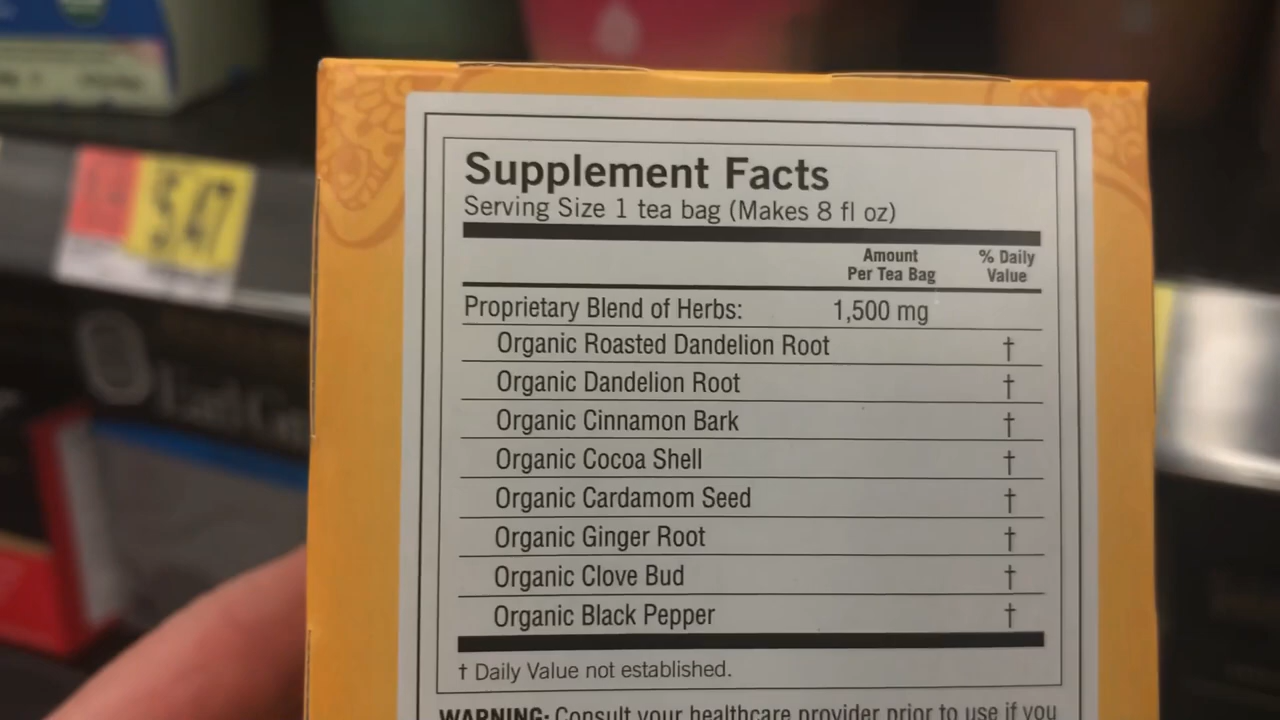 Supplement Facts
Serving Size 1 tea bag (Makes 8 fl oz)
Amount Per Tea Bag
% Daily Value
Proprietary Blend of Herbs: 1,500 mg
Organic Roasted Dandelion Root †
Organic Dandelion Root †
Organic Cinnamon Bark †
Organic Cocoa Shell †
Organic Cardamom Seed †
Organic Ginger Root †
Organic Clove Bud †
Organic Black Pepper †
† Daily Value not established.
WARNING: Consult your healthcare provider prior to use if you
5.47